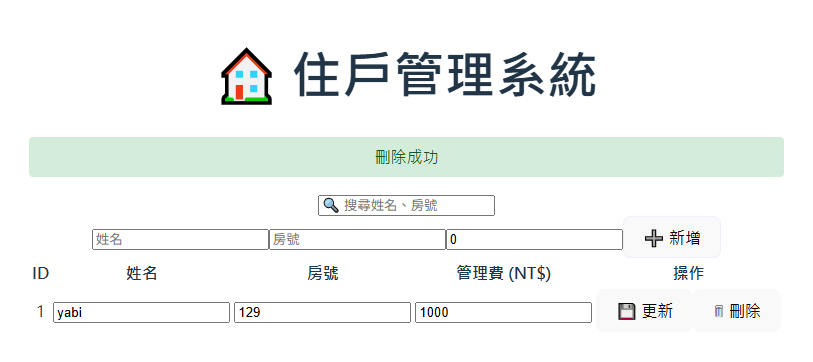 住戶管理系統
刪除成功
🔍 搜尋姓名、房號
姓名 房號 0 ➕ 新增
ID 姓名 房號 管理費 (NT$) 操作
1 yabi 129 1000 💾 更新 🗑 刪除